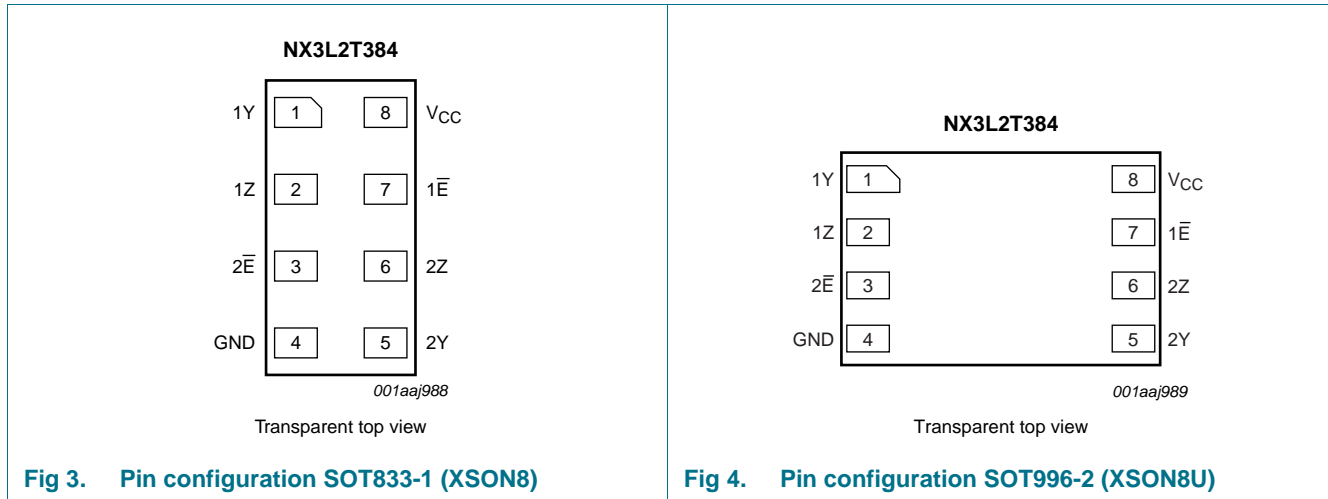 NX3L2T384
1Y 1 8 VCC
1Z 2 7 1E̅
2E̅ 3 6 2Z
GND 4 5 2Y
001aaj988
Transparent top view
Fig 3. Pin configuration SOT833-1 (XSON8)
NX3L2T384
1Y 1 8 VCC
1Z 2 7 1E̅
2E̅ 3 6 2Z
GND 4 5 2Y
001aaj989
Transparent top view
Fig 4. Pin configuration SOT996-2 (XSON8U)